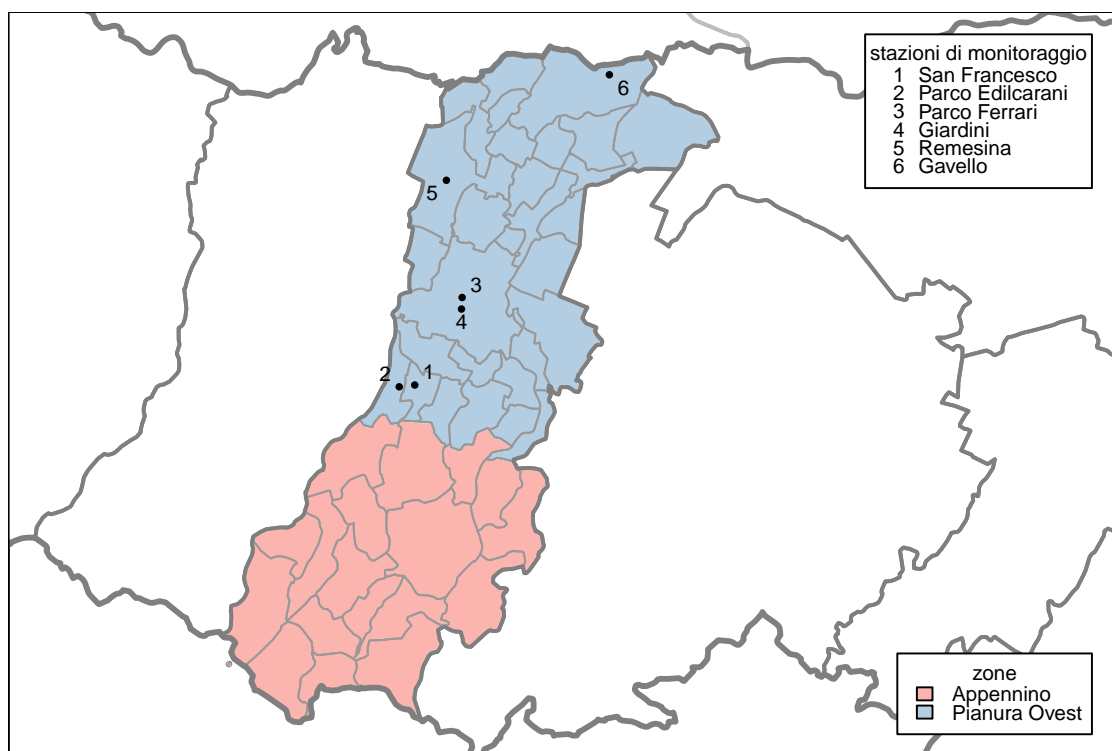 stazioni di monitoraggio
1 San Francesco
2 Parco Edilcarani
3 Parco Ferrari
4 Giardini
5 Remesina
6 Gavello
6
5
3
4
2
1
zone
Appennino
Pianura Ovest